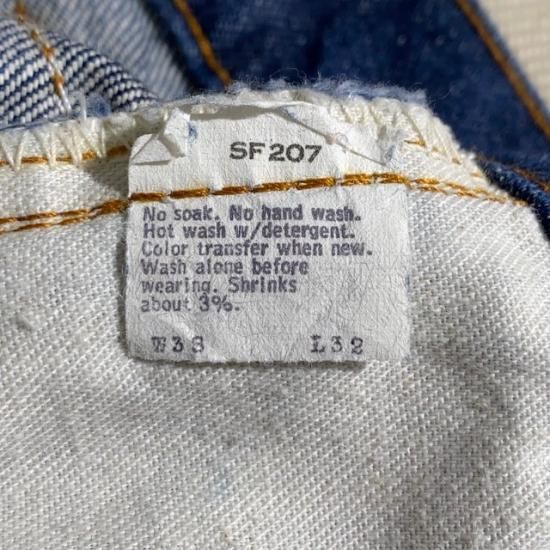 SF207
No soak. No hand wash.
Hot wash w/detergent.
Color transfer when new.
Wash alone before
wearing. Shrinks
about 3%.
L32